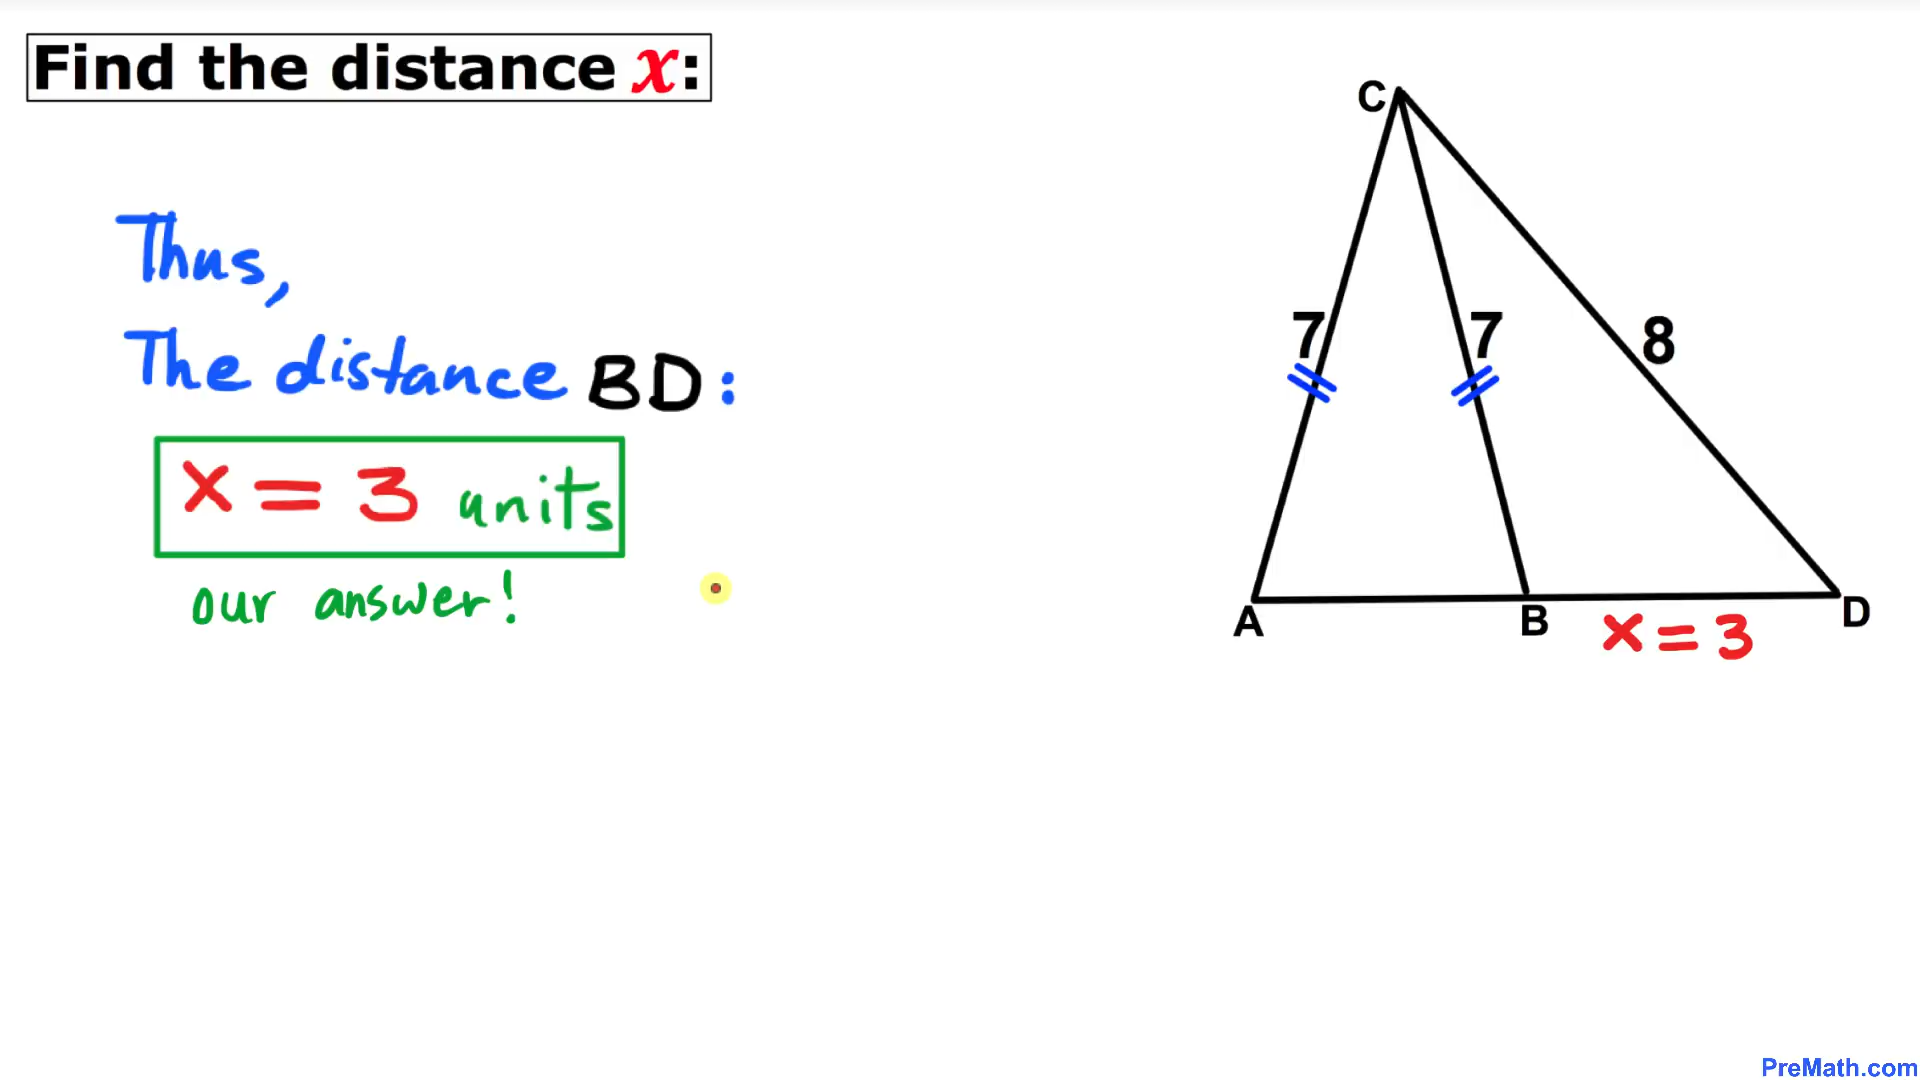 Find the distance x:
Thus,
The distance BD:
x = 3 units
our answer!
C
7
7
8
A
B
D
x = 3
PreMath.com